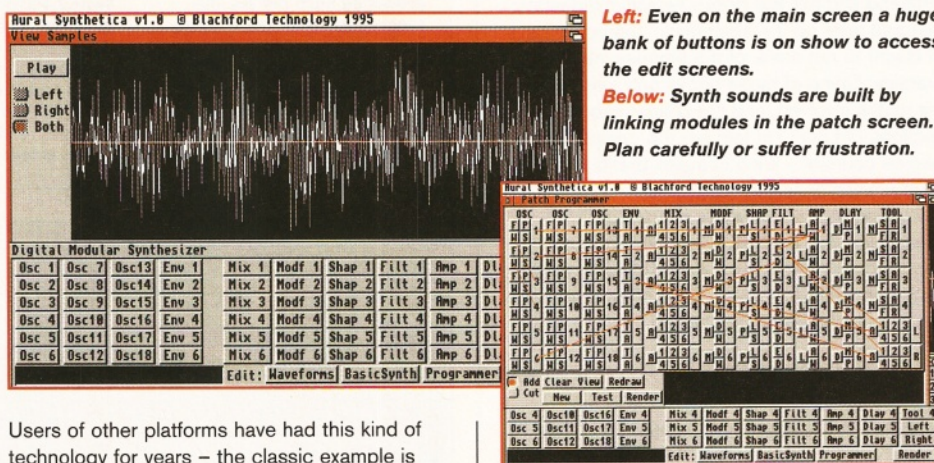 Aural Synthetica v1.0 © Blachford Technology 1995
View Samples
Play
Left
Right
Both
Digital Modular Synthesizer
Osc 1 Osc 7 Osc13 Env 1 Mix 1 Modf 1 Shap 1 Filt 1 Amp 1
Osc 2 Osc 8 Osc14 Env 2 Mix 2 Modf 2 Shap 2 Filt 2 Amp 2
Osc 3 Osc 9 Osc15 Env 3 Mix 3 Modf 3 Shap 3 Filt 3 Amp 3
Osc 4 Osc10 Osc16 Env 4 Mix 4 Modf 4 Shap 4 Filt 4 Amp 4
Osc 5 Osc11 Osc17 Env 5 Mix 5 Modf 5 Shap 5 Filt 5 Amp 5
Osc 6 Osc12 Osc18 Env 6 Mix 6 Modf 6 Shap 6 Filt 6 Amp 6
Edit: Waveforms BasicSynth Programmer
Left: Even on the main screen a huge
bank of buttons is on show to access
the edit screens.
Below: Synth sounds are built by
linking modules in the patch screen.
Plan carefully or suffer frustration.
Aural Synthetica v1.0 © Blachford Technology 1995
Patch Programmer
OSC OSC OSC ENV MIX MODF SHAP FILT AMP DLAY TOOL
Add Clear View Redraw
Cut New Test Render
Osc 4 Osc10 Osc16 Env 4 Mix 4 Modf 4 Shap 4 Filt 4 Amp 4 Dlay 4 Tool 4
Osc 5 Osc11 Osc17 Env 5 Mix 5 Modf 5 Shap 5 Filt 5 Amp 5 Dlay 5 Left
Osc 6 Osc12 Osc18 Env 6 Mix 6 Modf 6 Shap 6 Filt 6 Amp 6 Dlay 6 Right
Edit: Waveforms BasicSynth Programmer Render
Users of other platforms have had this kind of
technology for years – the classic example is